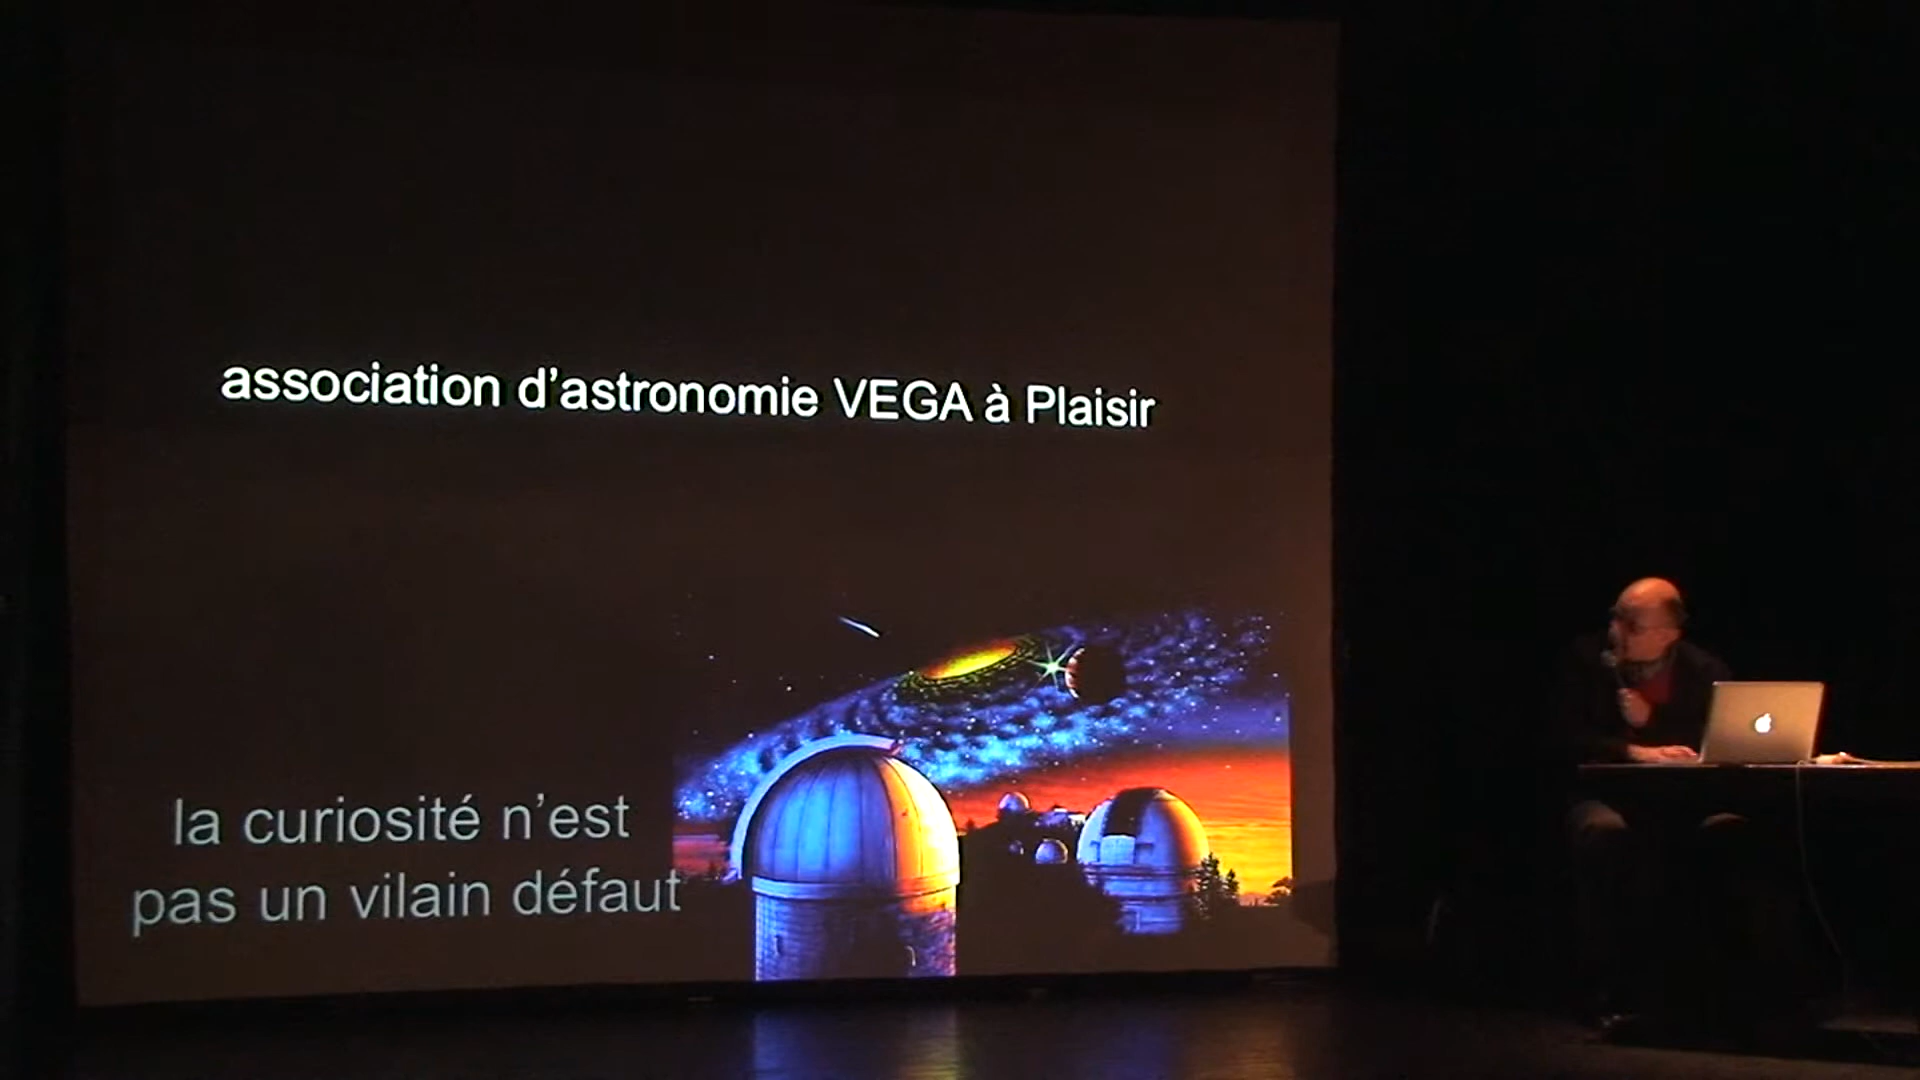 association d’astronomie VEGA à Plaisir
la curiosité n’est
pas un vilain défaut